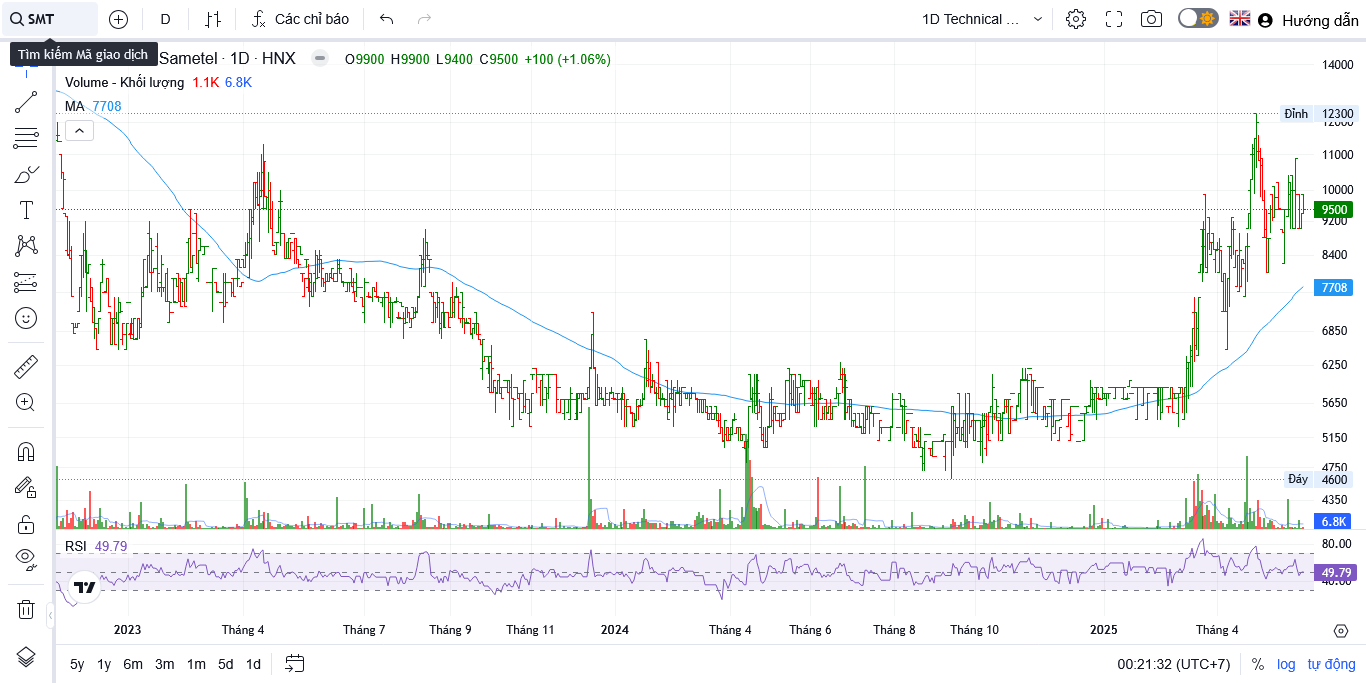 SMT D Các chỉ báo 1D Technical ... Hướng dẫn
Tìm kiếm Mã giao dịch Sametel · 1D · HNX O9900 H9900 L9400 C9500 +100 (+1.06%)
Volume - Khối lượng 1.1K 6.8K
MA 7708
14000
Đỉnh 12300
12000
11000
10000
9500
9200
8400
7708
6850
6250
5650
5150
4750
Đáy 4600
4350
6.8K
RSI 49.79
80.00
49.79
40.00
2023 Tháng 4 Tháng 7 Tháng 9 Tháng 11 2024 Tháng 4 Tháng 6 Tháng 8 Tháng 10 2025 Tháng 4
5y 1y 6m 3m 1m 5d 1d 00:21:32 (UTC+7) % log tự động